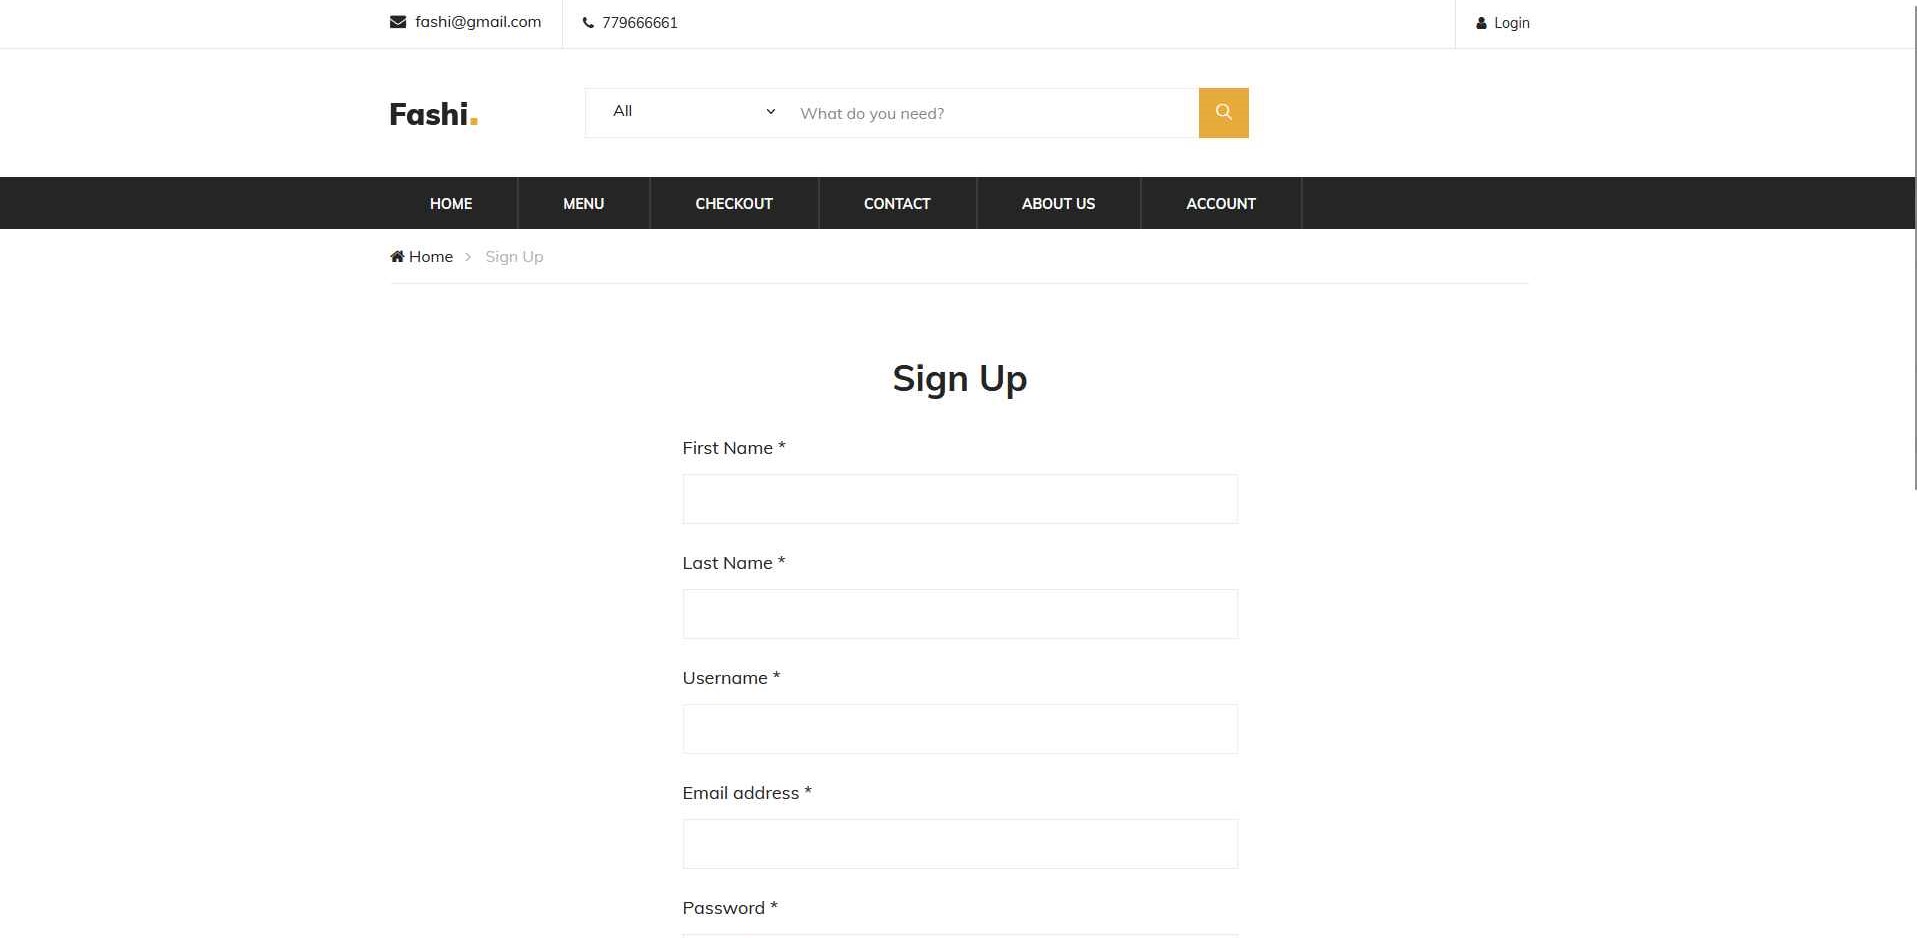 fashi@gmail.com 779666661 Login
Fashi. All What do you need?
HOME MENU CHECKOUT CONTACT ABOUT US ACCOUNT
Home Sign Up
Sign Up
First Name *
Last Name *
Username *
Email address *
Password *